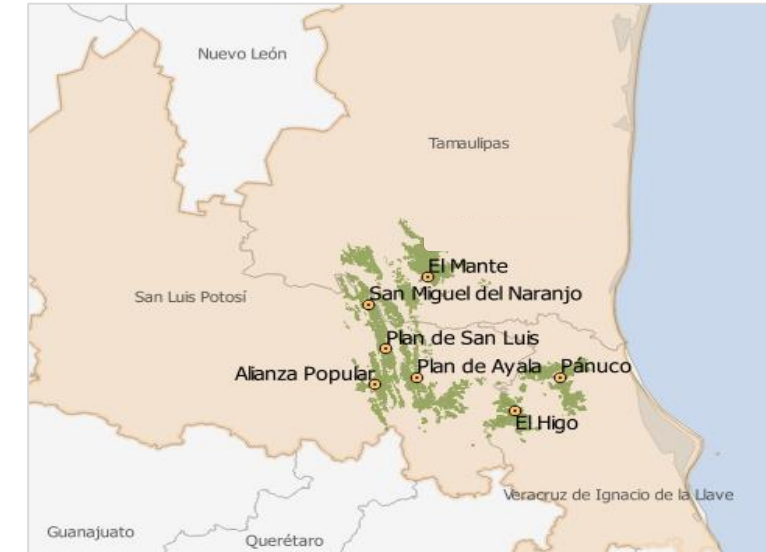 Nuevo León
Tamaulipas
El Mante
San Luis Potosí
San Miguel del Naranjo
Plan de San Luis
Alianza Popular
Plan de Ayala
Pánuco
El Higo
Veracruz de Ignacio de la Llave
Guanajuato
Querétaro